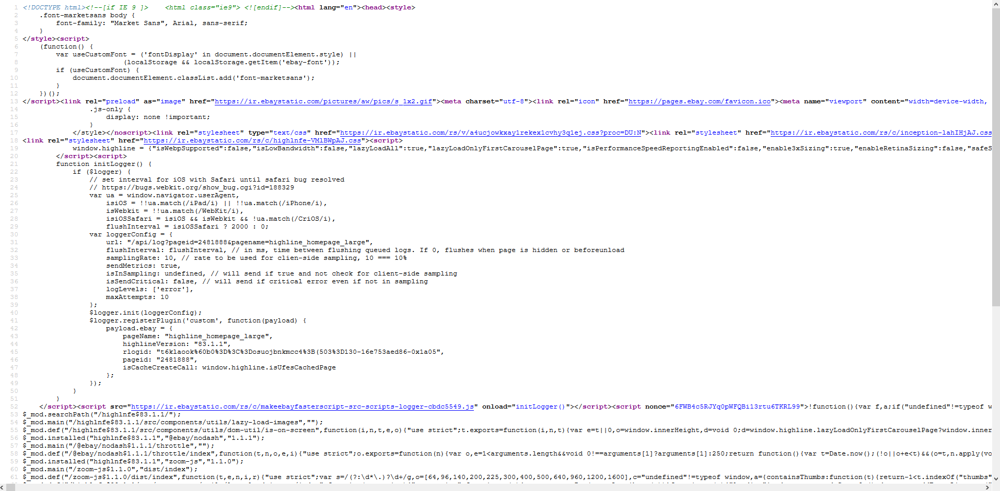 1 <!DOCTYPE html><!--[if IE 9 ]>    <html class="ie9"> <![endif]--><html lang="en"><head><style>
2     .font-marketsans body {
3         font-family: "Market Sans", Arial, sans-serif;
4     }
5 </style><script>
6     (function() {
7         var useCustomFont = ('fontDisplay' in document.documentElement.style) ||
8                         (localStorage && localStorage.getItem('ebay-font'));
9         if (useCustomFont) {
10             document.documentElement.classList.add('font-marketsans');
11         }
12     })();
13 </script><link rel="preload" as="image" href="https://ir.ebaystatic.com/pictures/aw/pics/s_1x2.gif"><meta charset="utf-8"><link rel="icon" href="https://pages.ebay.com/favicon.ico"><meta name="viewport" content="width=device-width,
14                 .js-only {
15                     display: none !important;
16                 }
17             </style></noscript><link rel="stylesheet" type="text/css" href="https://ir.ebaystatic.com/rs/v/a4ucjowkxay1rekex1cvhy3q1ej.css?proc=DU:N"><link rel="stylesheet" href="https://ir.ebaystatic.com/rs/c/inception-lahIHjAJ.css
18 <link rel="stylesheet" href="https://ir.ebaystatic.com/rs/c/highlnfe-VMlBWpAJ.css"><script>
19             window.highline = {"isWebpSupported":false,"isLowBandwidth":false,"lazyLoadAll":true,"lazyLoadOnlyFirstCarouselPage":true,"isPerformanceSpeedReportingEnabled":false,"enable3xSizing":true,"enableRetinaSizing":false,"safeS
20         </script><script>
21         function initLogger() {
22             if ($logger) {
23                 // set interval for iOS with Safari until safari bug resolved
24                 // https://bugs.webkit.org/show_bug.cgi?id=188329
25                 var ua = window.navigator.userAgent,
26                     isiOS = !!ua.match(/iPad/i) || !!ua.match(/iPhone/i),
27                     isWebkit = !!ua.match(/WebKit/i),
28                     isiOSSafari = isiOS && isWebkit && !ua.match(/CriOS/i),
29                     flushInterval = isiOSSafari ? 2000 : 0;
30                 var loggerConfig = {
31                     url: "/api/log?pageid=2481888&pagename=highline_homepage_large",
32                     flushInterval: flushInterval, // in ms, time between flushing queued logs. If 0, flushes when page is hidden or beforeunload
33                     samplingRate: 10, // rate to be used for clien-side sampling, 10 === 10%
34                     sendMetrics: true,
35                     isInSampling: undefined, // will send if true and not check for client-side sampling
36                     isSendCritical: false, // will send if critical error even if not in sampling
37                     logLevels: ['error'],
38                     maxAttempts: 10
39                 };
40                 $logger.init(loggerConfig);
41                 $logger.registerPlugin('custom', function(payload) {
42                     payload.ebay = {
43                         pageName: "highline_homepage_large",
44                         highlineVersion: "83.1.1",
45                         rlogid: "t6klaook%60b0%3D%3C%3Dosuojbnkmcc4%3B(503%3D130-16e753aed86-0x1a05",
46                         pageid: "2481888",
47                         isCacheCreateCall: window.highline.isUfesCachedPage
48                     };
49                 });
50             }
51         }
52     </script><script src="https://ir.ebaystatic.com/rs/c/makeebayfasterscript-src-scripts-logger-cbdc5549.js" onload="initLogger()"></script><script nonce="6FWB4c5RJYq0pWFQBi13rtu6TKRL99">!function(){var f,a;if("undefined"!=typeof w
53 $_mod.searchPath("/highlnfe$83.1.1/");
54 $_mod.main("/highlnfe$83.1.1/src/components/utils/lazy-load-images","");
55 $_mod.def("/highlnfe$83.1.1/src/components/utils/dom-util/is-on-screen",function(i,n,t,e,o){"use strict";t.exports=function(i,n,t){var e=t||0,o=window.innerHeight,d=void 0;d=window.highline.lazyLoadOnlyFirstCarouselPage?window.inner
56 $_mod.installed("highlnfe$83.1.1","@ebay/nodash","1.1.1");
57 $_mod.main("/@ebay/nodash$1.1.1/throttle","");
58 $_mod.def("/@ebay/nodash$1.1.1/throttle/index",function(t,n,o,e,i){"use strict";o.exports=function(n){var o,e=1<arguments.length&&void 0!==arguments[1]?arguments[1]:250;return function(){var t=Date.now();(!o||o+e<t)&&(o=t,n.apply(vo
59 $_mod.installed("highlnfe$83.1.1","zoom-js","1.1.0");
60 $_mod.main("/zoom-js$1.1.0","dist/index");
61 $_mod.def("/zoom-js$1.1.0/dist/index",function(t,e,n,i,r){"use strict";var s=/(?:\d*\.)?\d+/g,o=[64,96,140,200,225,300,400,500,640,960,1200,1600],c="undefined"!=typeof window,a={containsThumbs:function(t){return-1<t.indexOf("thumbs"